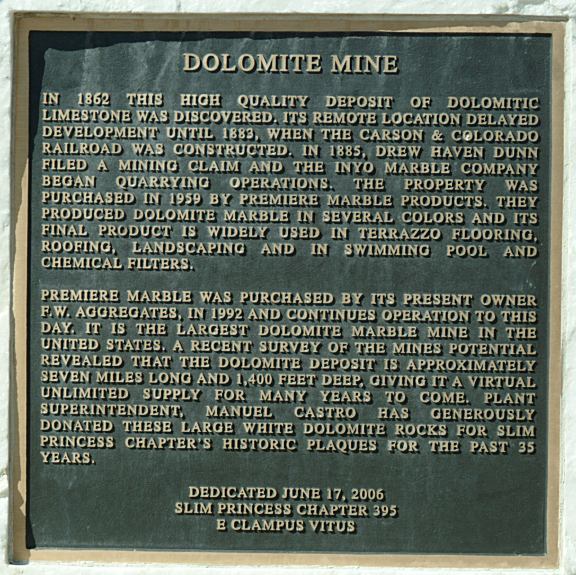 DOLOMITE MINE
IN 1862 THIS HIGH QUALITY DEPOSIT OF DOLOMITIC
LIMESTONE WAS DISCOVERED. ITS REMOTE LOCATION DELAYED
DEVELOPMENT UNTIL 1883, WHEN THE CARSON & COLORADO
RAILROAD WAS CONSTRUCTED. IN 1885, DREW HAVEN DUNN
FILED A MINING CLAIM AND THE INYO MARBLE COMPANY
BEGAN QUARRYING OPERATIONS. THE PROPERTY WAS
PURCHASED IN 1959 BY PREMIERE MARBLE PRODUCTS. THEY
PRODUCED DOLOMITE MARBLE IN SEVERAL COLORS AND ITS
FINAL PRODUCT IS WIDELY USED IN TERRAZZO FLOORING,
ROOFING, LANDSCAPING AND IN SWIMMING POOL AND
CHEMICAL FILTERS.
PREMIERE MARBLE WAS PURCHASED BY ITS PRESENT OWNER
F.W. AGGREGATES, IN 1992 AND CONTINUES OPERATION TO THIS
DAY. IT IS THE LARGEST DOLOMITE MARBLE MINE IN THE
UNITED STATES. A RECENT SURVEY OF THE MINES POTENTIAL
REVEALED THAT THE DOLOMITE DEPOSIT IS APPROXIMATELY
SEVEN MILES LONG AND 1,400 FEET DEEP, GIVING IT A VIRTUAL
UNLIMITED SUPPLY FOR MANY YEARS TO COME. PLANT
SUPERINTENDENT, MANUEL CASTRO HAS GENEROUSLY
DONATED THESE LARGE WHITE DOLOMITE ROCKS FOR SLIM
PRINCESS CHAPTER'S HISTORIC PLAQUES FOR THE PAST 35
YEARS.
DEDICATED JUNE 17, 2006
SLIM PRINCESS CHAPTER 395
E CLAMPUS VITUS